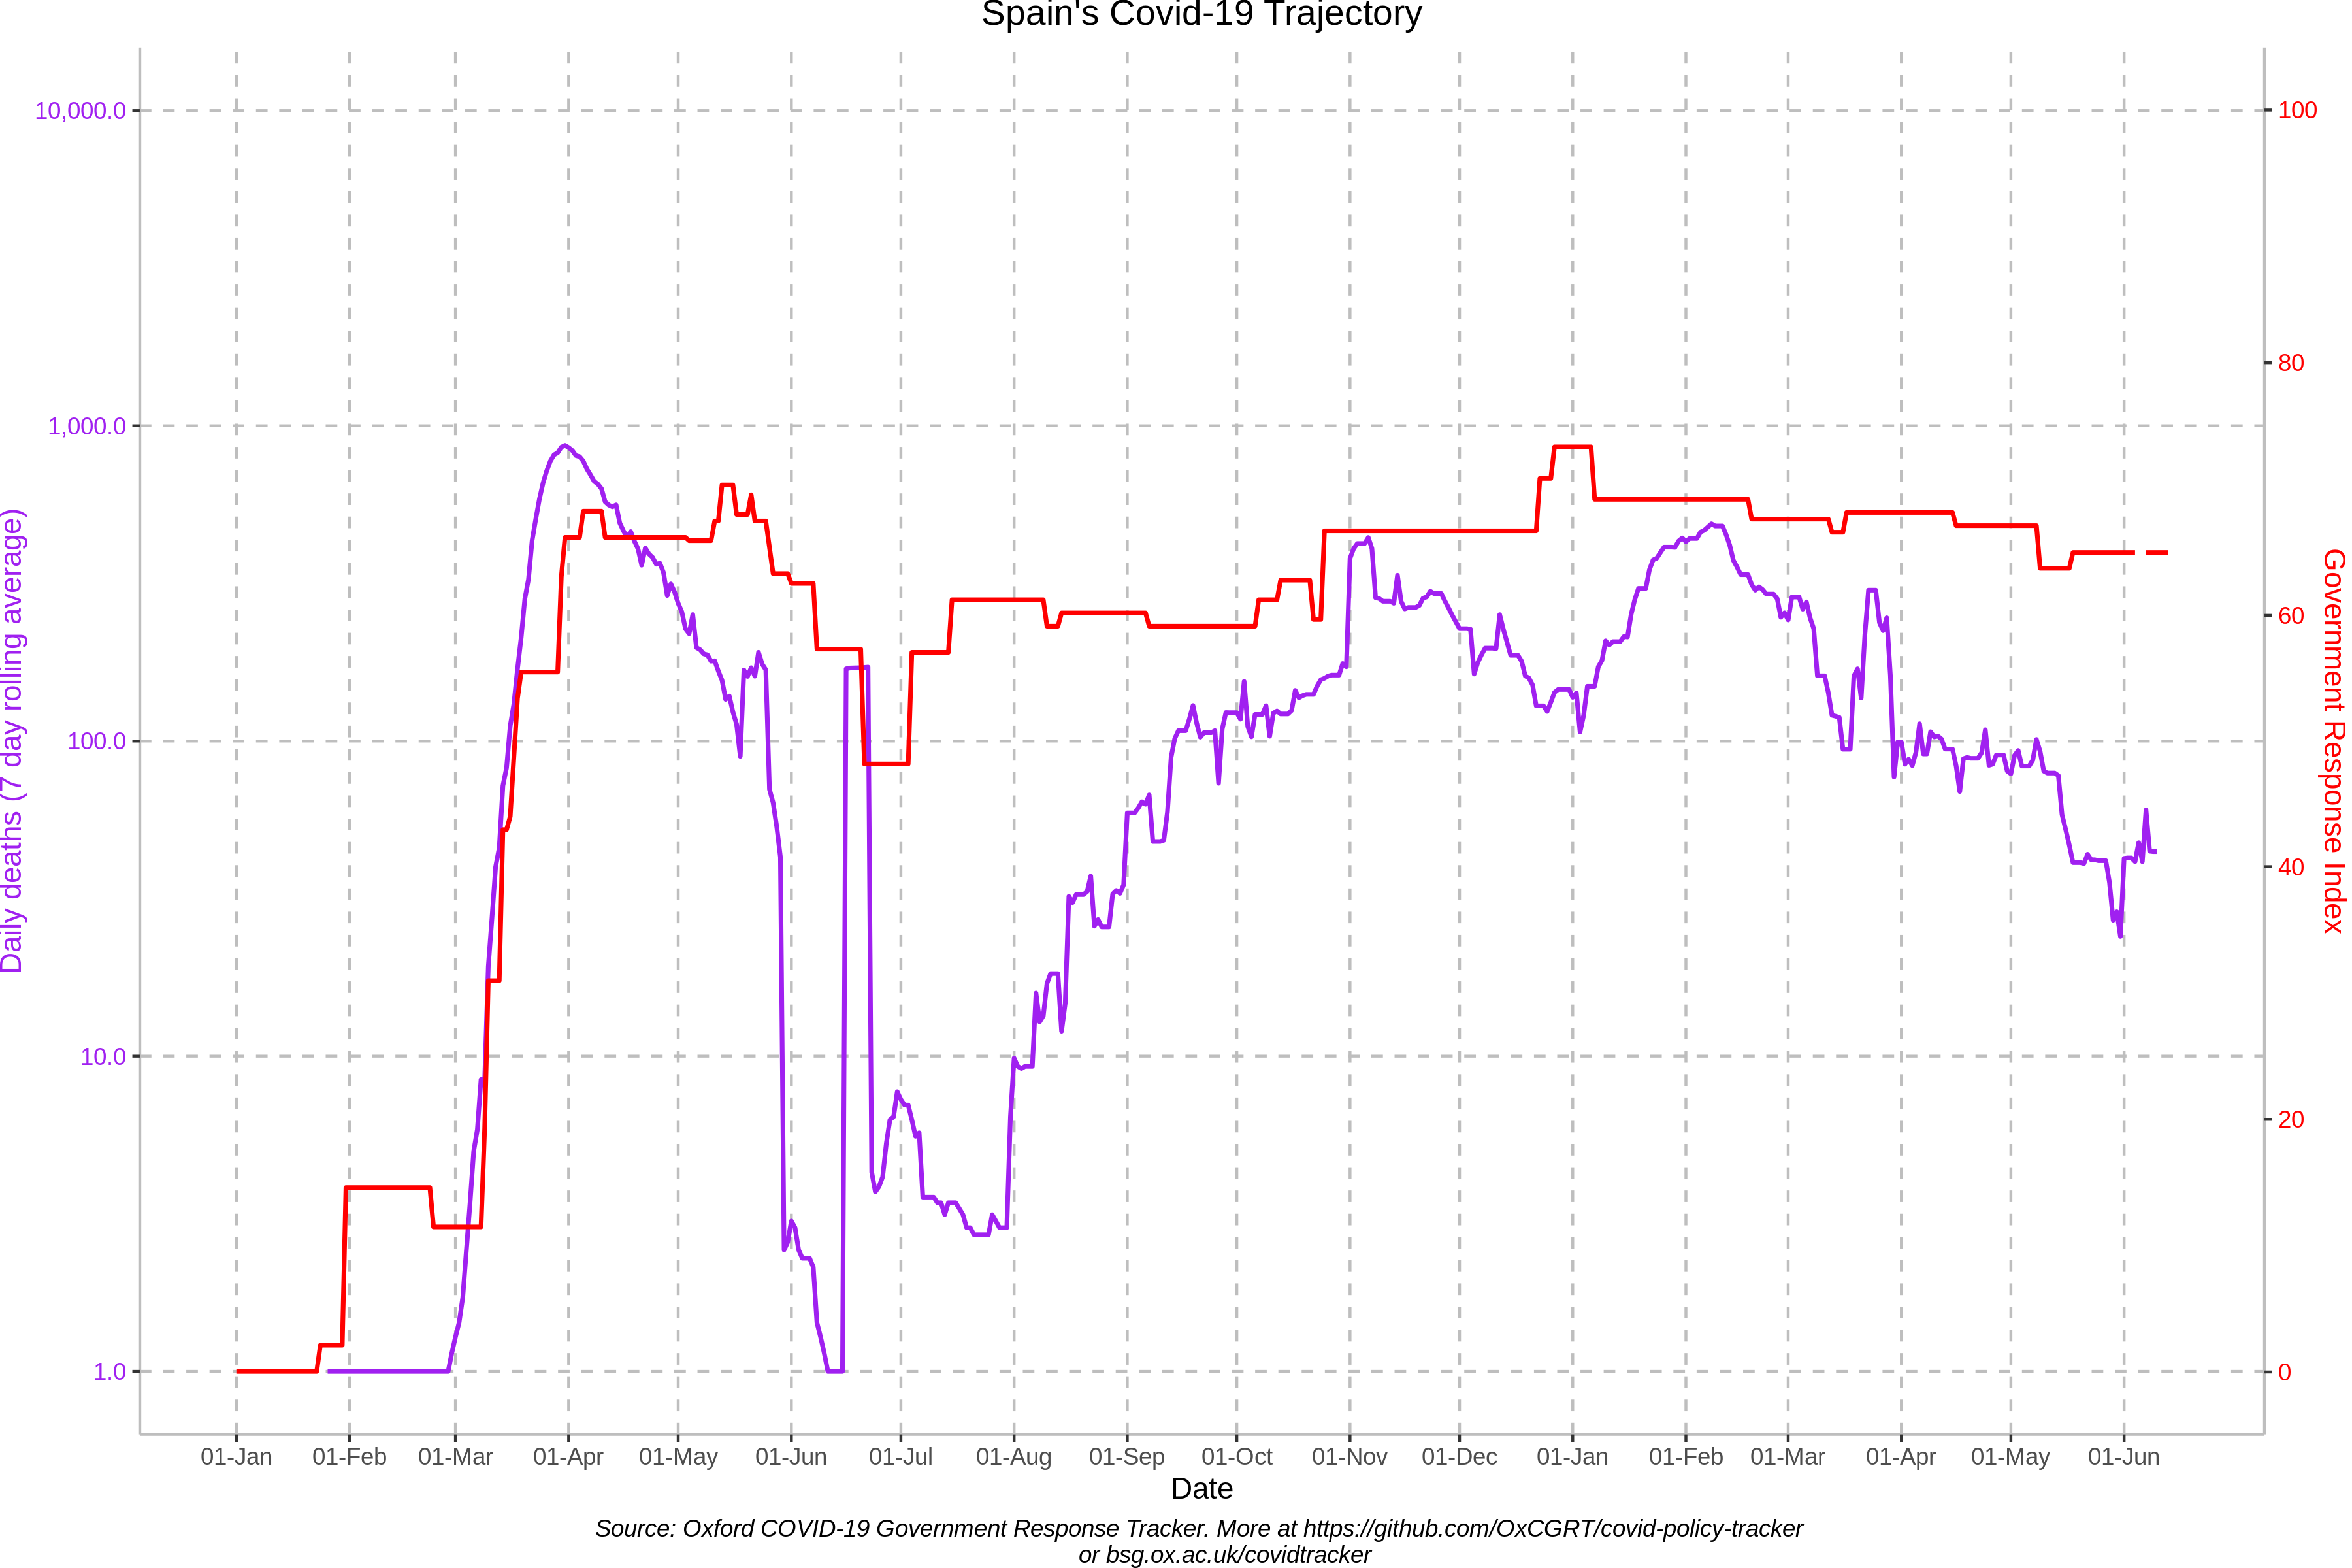 Spain's Covid-19 Trajectory
10,000.0
1,000.0
100.0
10.0
1.0
Daily deaths (7 day rolling average)
100
80
60
40
20
0
Government Response Index
01-Jan 01-Feb 01-Mar 01-Apr 01-May 01-Jun 01-Jul 01-Aug 01-Sep 01-Oct 01-Nov 01-Dec 01-Jan 01-Feb 01-Mar 01-Apr 01-May 01-Jun
Date
Source: Oxford COVID-19 Government Response Tracker. More at https://github.com/OxCGRT/covid-policy-tracker
or bsg.ox.ac.uk/covidtracker